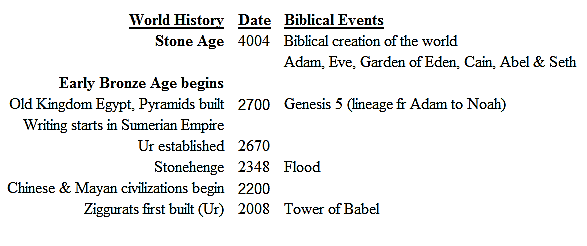 World History Date Biblical Events
Stone Age 4004 Biblical creation of the world
Adam, Eve, Garden of Eden, Cain, Abel & Seth
Early Bronze Age begins
Old Kingdom Egypt, Pyramids built 2700 Genesis 5 (lineage fr Adam to Noah)
Writing starts in Sumerian Empire
Ur established 2670
Stonehenge 2348 Flood
Chinese & Mayan civilizations begin 2200
Ziggurats first built (Ur) 2008 Tower of Babel